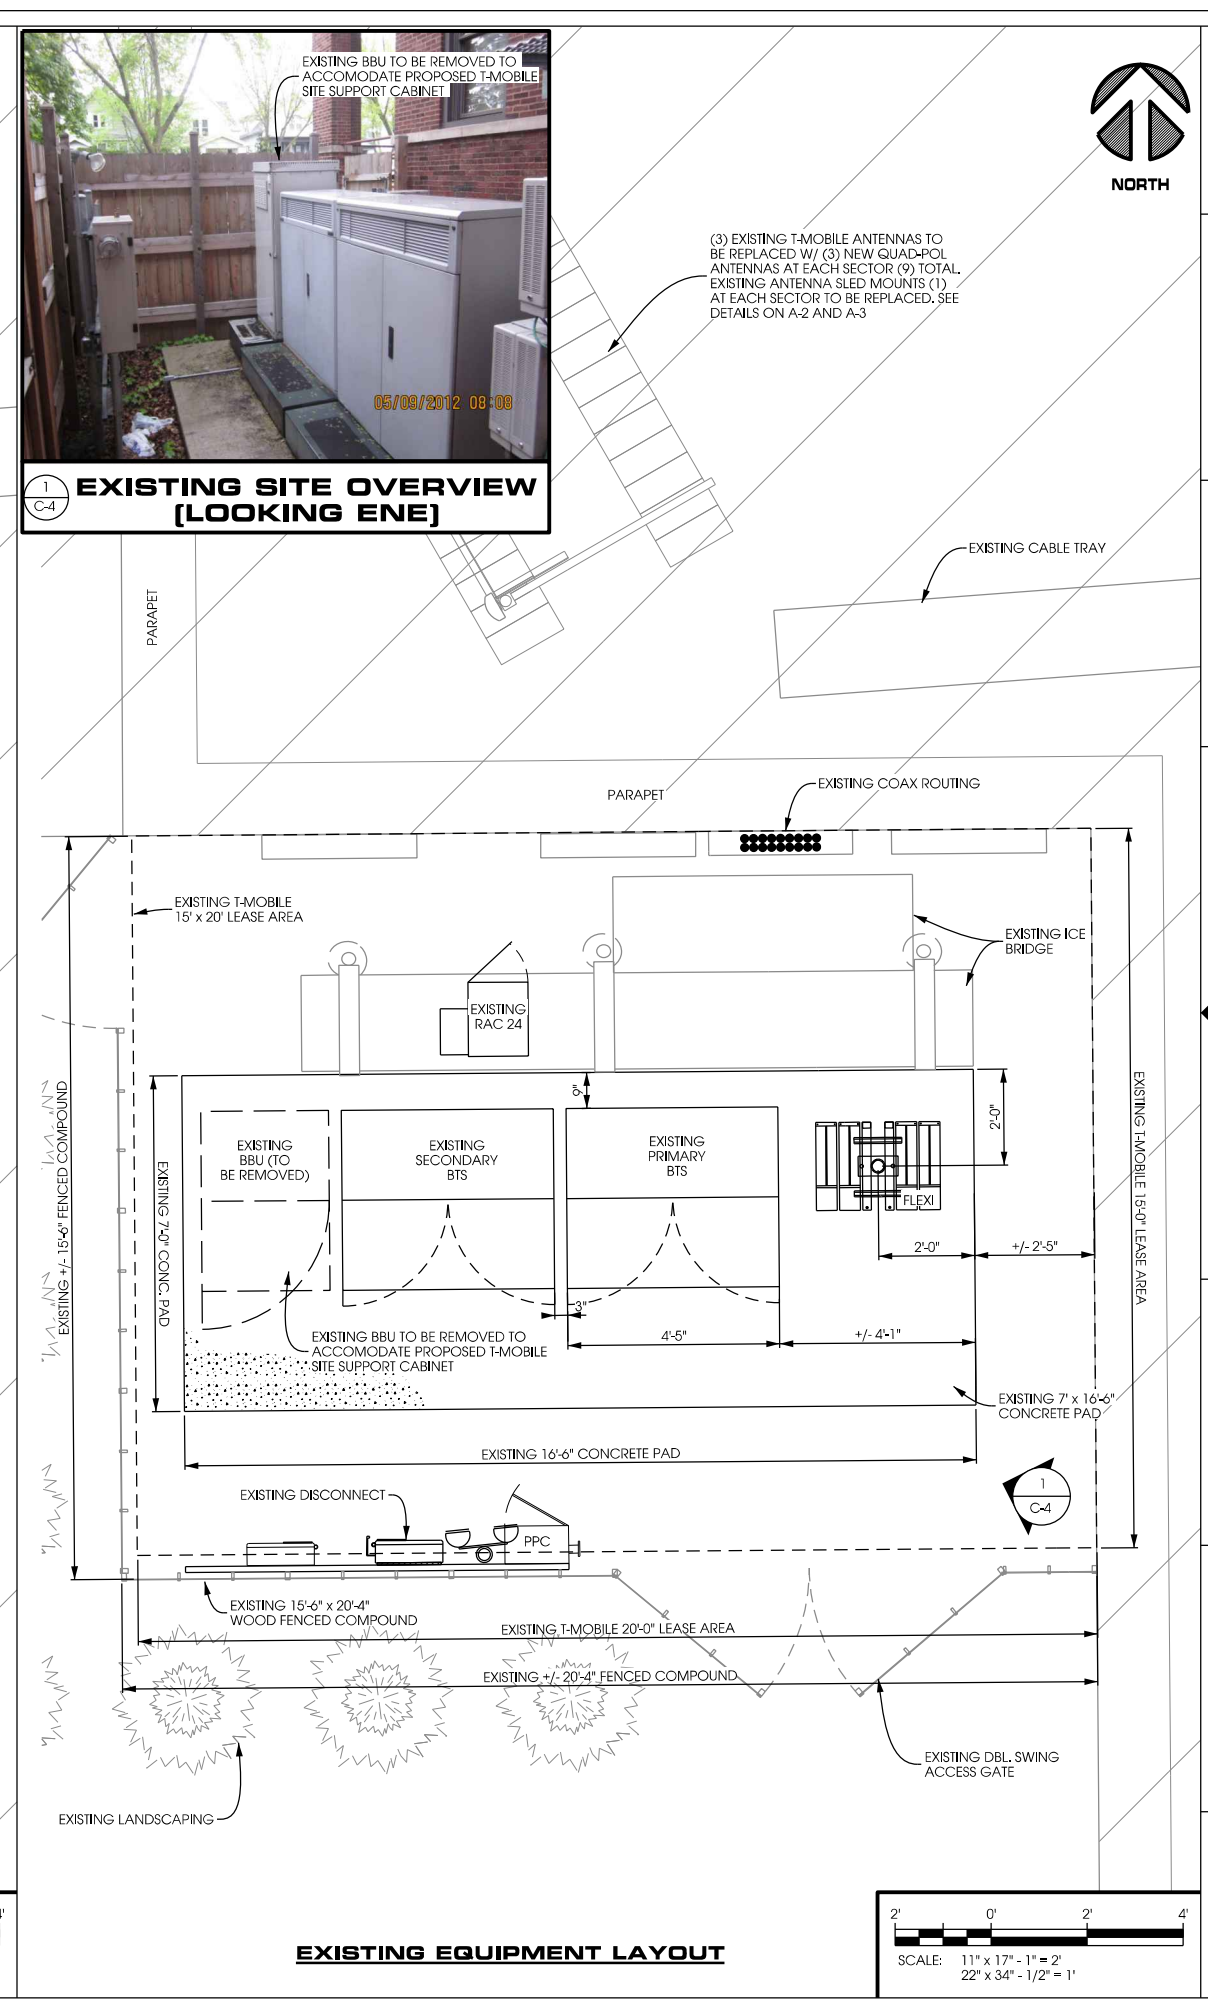 EXISTING BBU TO BE REMOVED TO
ACCOMODATE PROPOSED T-MOBILE
SITE SUPPORT CABINET
05/09/2012 08:08
1
C-4
EXISTING SITE OVERVIEW
(LOOKING ENE)
NORTH
(3) EXISTING T-MOBILE ANTENNAS TO
BE REPLACED W/ (3) NEW QUAD-POL
ANTENNAS AT EACH SECTOR (9) TOTAL.
EXISTING ANTENNA SLED MOUNTS (1)
AT EACH SECTOR TO BE REPLACED. SEE
DETAILS ON A-2 AND A-3
EXISTING CABLE TRAY
PARAPET
PARAPET
EXISTING COAX ROUTING
EXISTING T-MOBILE
15' x 20' LEASE AREA
EXISTING ICE
BRIDGE
EXISTING
RAC 24
EXISTING +/- 15'-6" FENCED COMPOUND
EXISTING 7'-0" CONC. PAD
EXISTING
BBU (TO
BE REMOVED)
EXISTING
SECONDARY
BTS
9"
EXISTING
PRIMARY
BTS
FLEXI
2'-0"
2'-0"
+/- 2'-5"
EXISTING T-MOBILE 15'-0" LEASE AREA
3"
4'-5"
+/- 4'-1"
EXISTING BBU TO BE REMOVED TO
ACCOMODATE PROPOSED T-MOBILE
SITE SUPPORT CABINET
EXISTING 7' x 16'-6"
CONCRETE PAD
EXISTING 16'-6" CONCRETE PAD
EXISTING DISCONNECT
PPC
1
C-4
EXISTING 15'-6" x 20'-4"
WOOD FENCED COMPOUND
EXISTING T-MOBILE 20'-0" LEASE AREA
EXISTING +/- 20'-4" FENCED COMPOUND
EXISTING DBL. SWING
ACCESS GATE
EXISTING LANDSCAPING
EXISTING EQUIPMENT LAYOUT
2' 0' 2' 4'
SCALE: 11" x 17" - 1" = 2'
22" x 34" - 1/2" = 1'